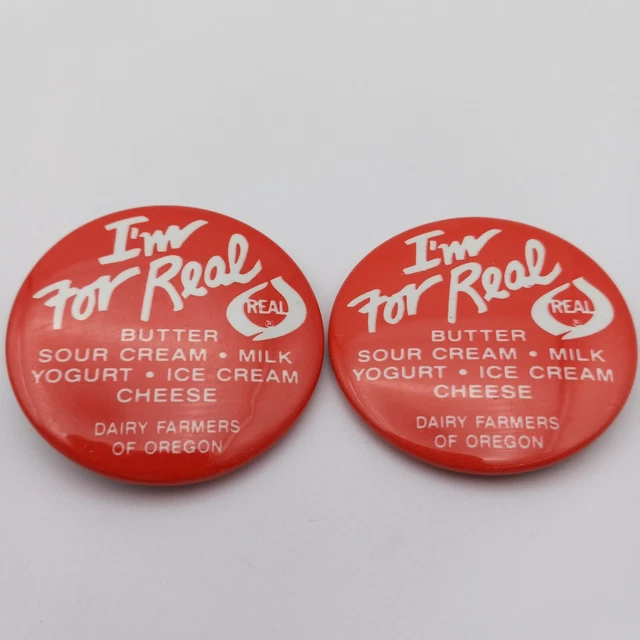 I'm
For Real
REAL
BUTTER
SOUR CREAM • MILK
YOGURT • ICE CREAM
CHEESE
DAIRY FARMERS
OF OREGON
I'm
For Real
REAL
BUTTER
SOUR CREAM • MILK
YOGURT • ICE CREAM
CHEESE
DAIRY FARMERS
OF OREGON